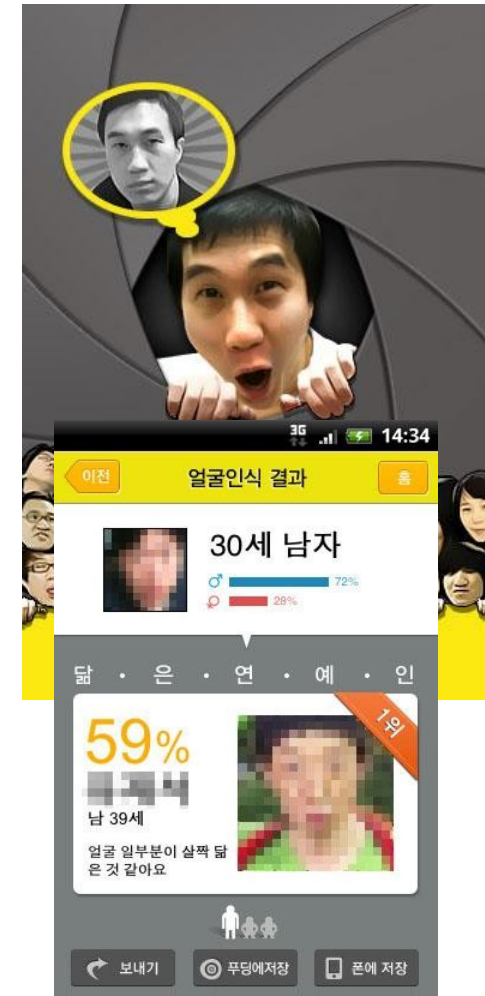 3G 14:34
이전 얼굴인식 결과 홈
30세 남자
72%
28%
닮 · 은 · 연 · 예 · 인
1위
59%
남 39세
얼굴 일부분이 살짝 닮
은 것 같아요
보내기 푸딩에저장 폰에 저장